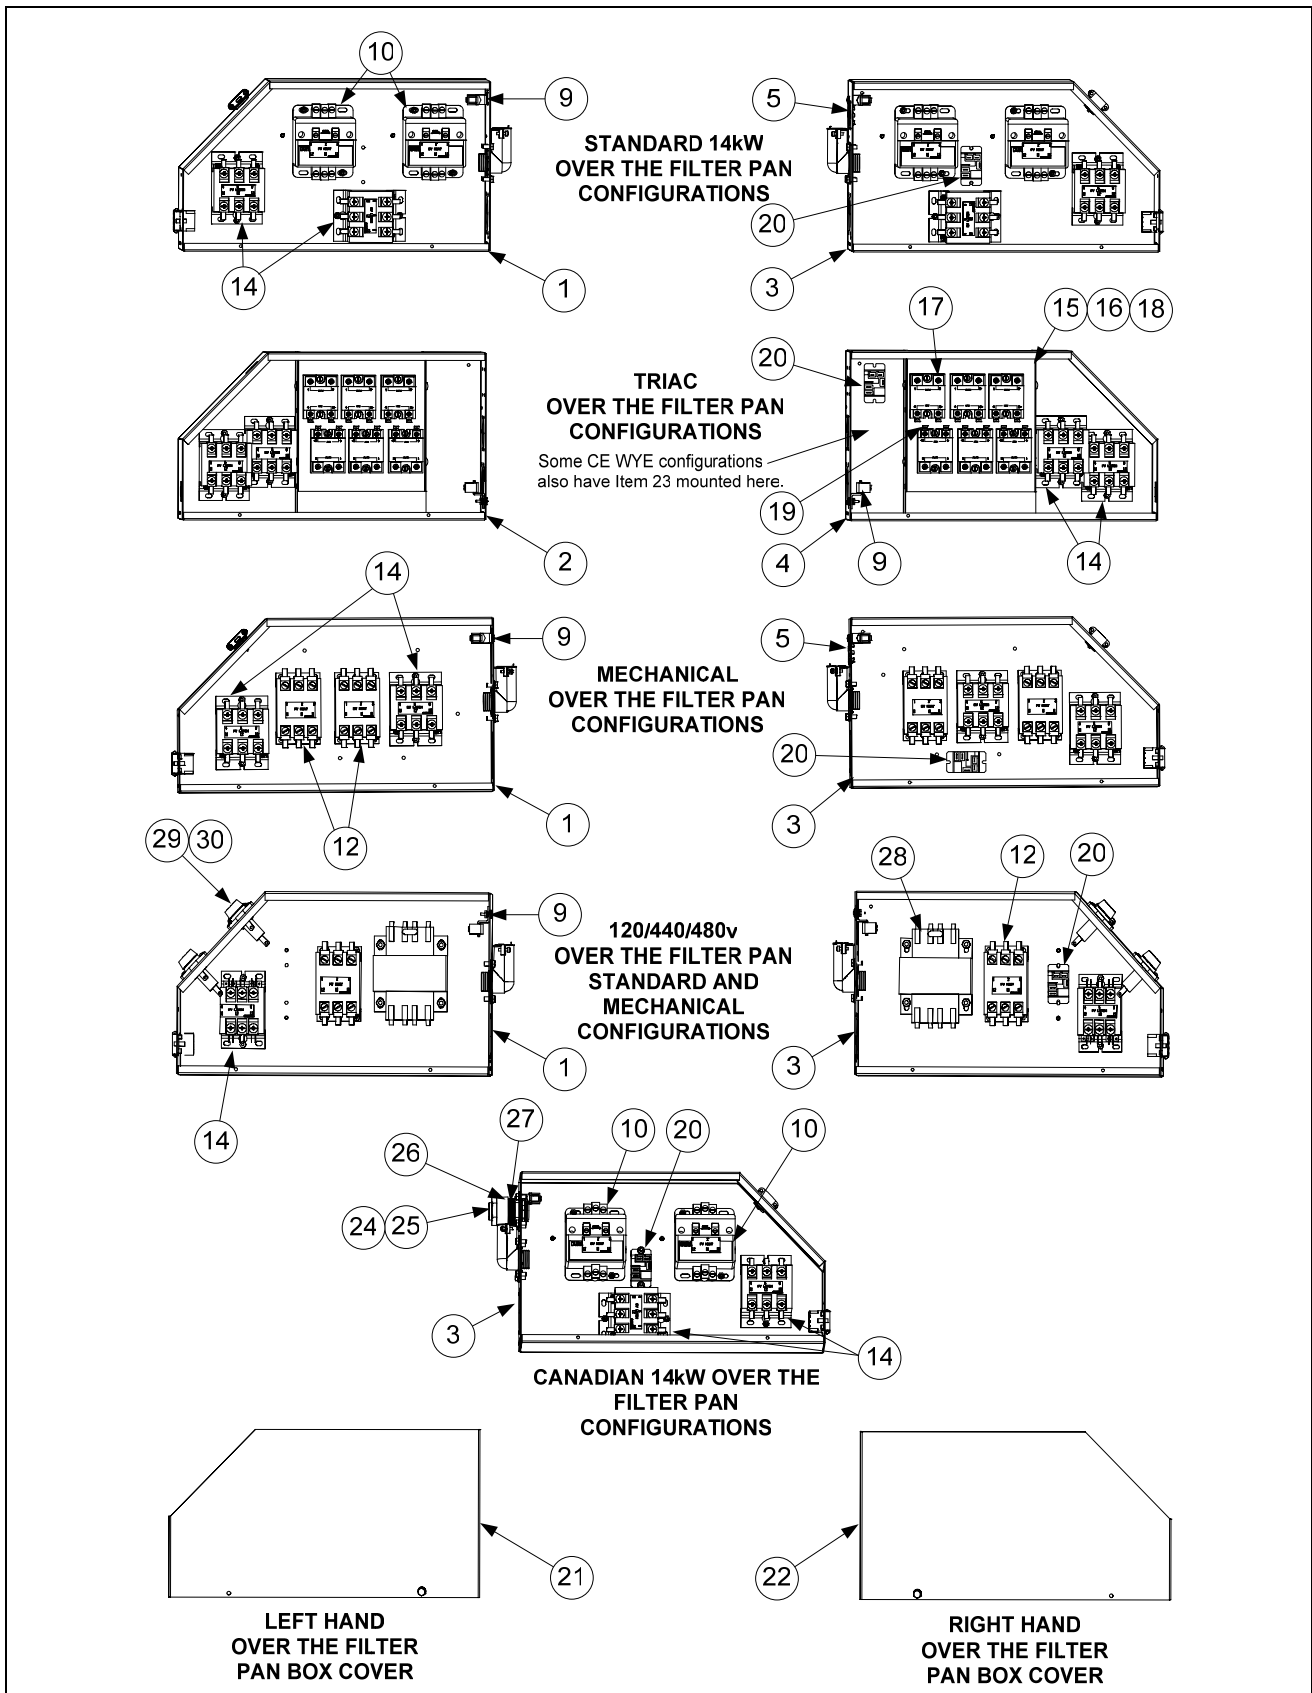 10
9
5
STANDARD 14kW
OVER THE FILTER PAN
CONFIGURATIONS
20
14
1
3
17
15 16 18
20
TRIAC
OVER THE FILTER PAN
CONFIGURATIONS
Some CE WYE configurations
also have Item 23 mounted here.
19
2
4
9
14
14
9
5
MECHANICAL
OVER THE FILTER PAN
CONFIGURATIONS
20
12
1
3
29 30
28
12
20
9
120/440/480v
OVER THE FILTER PAN
STANDARD AND
MECHANICAL
CONFIGURATIONS
1
3
14
27
10
20
10
26
24 25
3
14
CANADIAN 14kW OVER THE
FILTER PAN
CONFIGURATIONS
21
22
LEFT HAND
OVER THE FILTER
PAN BOX COVER
RIGHT HAND
OVER THE FILTER
PAN BOX COVER